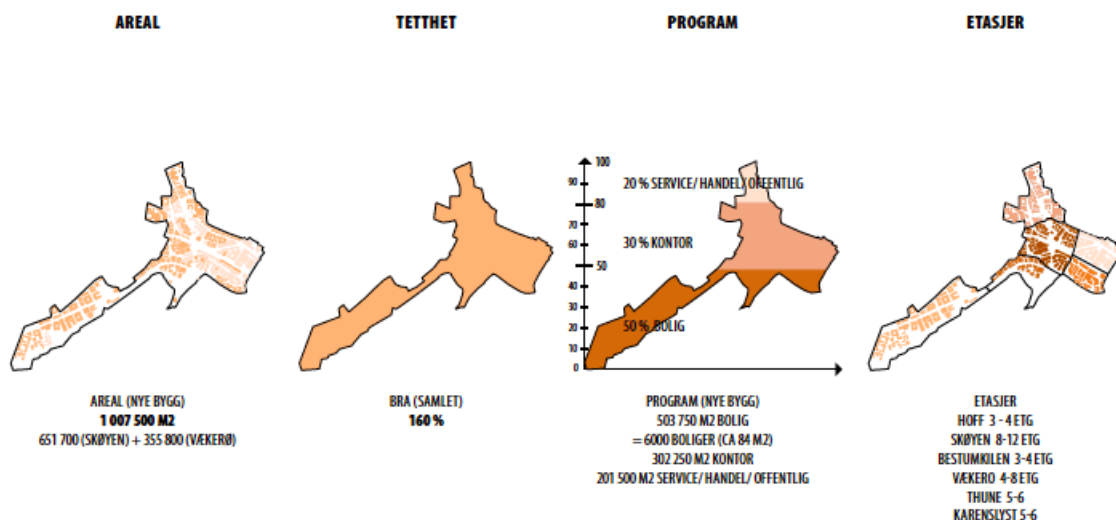 AREAL
TETTHET
PROGRAM
ETASJER
100
90
80
70
60
50
40
30
20
10
0
20 % SERVICE/ HANDEL/ OFFENTLIG
30 % KONTOR
50 % BOLIG
AREAL (NYE BYGG)
1 007 500 M2
651 700 (SKØYEN) + 355 800 (VÆKERØ)
BRA (SAMLET)
160 %
PROGRAM (NYE BYGG)
503 750 M2 BOLIG
= 6000 BOLIGER (CA 84 M2)
302 250 M2 KONTOR
201 500 M2 SERVICE/ HANDEL/ OFFENTLIG
ETASJER
HOFF 3 - 4 ETG
SKØYEN 8-12 ETG
BESTUMKILEN 3-4 ETG
VÆKERO 4-8 ETG
THUNE 5-6
KARENSLYST 5-6